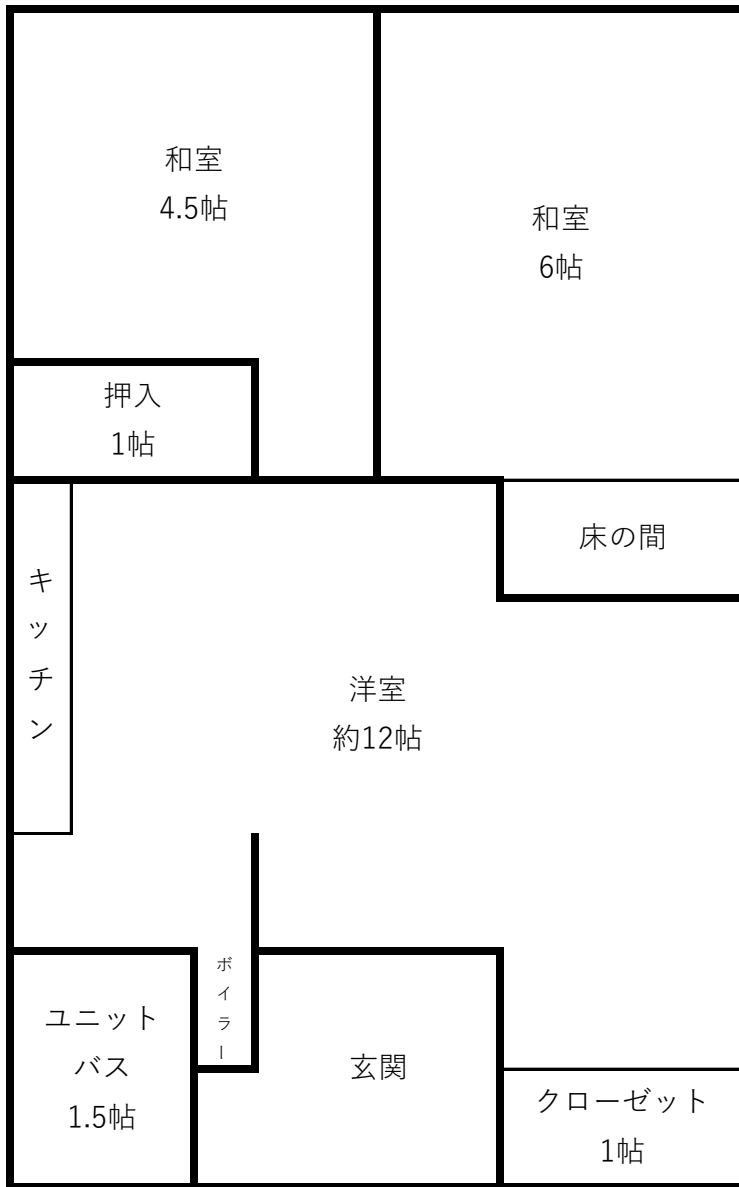 和室
4.5帖
和室
6帖
押入
1帖
床の間
キッチン
洋室
約12帖
ボイラー
ユニット
バス
1.5帖
玄関
クローゼット
1帖